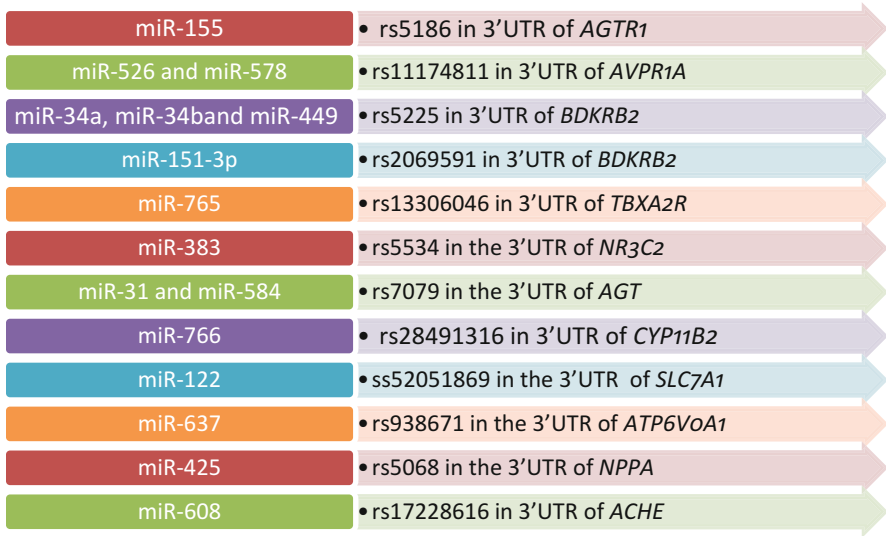 miR-155 • rs5186 in 3’UTR of AGTR1
miR-526 and miR-578 • rs11174811 in 3’UTR of AVPR1A
miR-34a, miR-34band miR-449 • rs5225 in 3’UTR of BDKRB2
miR-151-3p • rs2069591 in 3’UTR of BDKRB2
miR-765 • rs13306046 in 3’UTR of TBXA2R
miR-383 • rs5534 in the 3’UTR of NR3C2
miR-31 and miR-584 • rs7079 in the 3’UTR of AGT
miR-766 • rs28491316 in 3’UTR of CYP11B2
miR-122 • ss52051869 in the 3’UTR of SLC7A1
miR-637 • rs938671 in the 3’UTR of ATP6V0A1
miR-425 • rs5068 in the 3’UTR of NPPA
miR-608 • rs17228616 in 3’UTR of ACHE